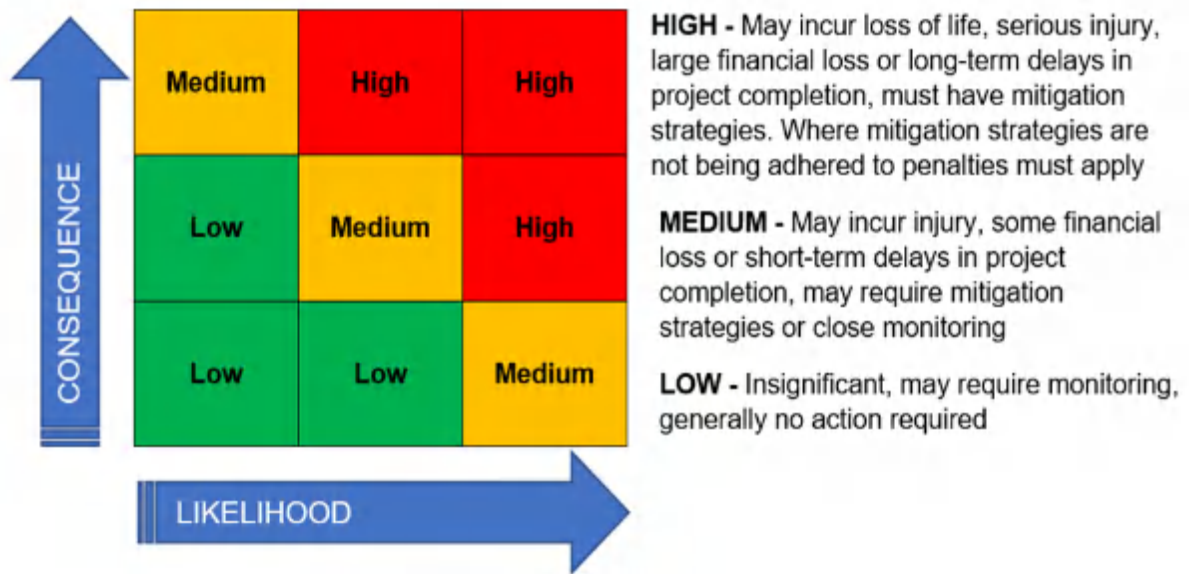 CONSEQUENCE
Medium High High
Low Medium High
Low Low Medium
LIKELIHOOD
HIGH - May incur loss of life, serious injury,
large financial loss or long-term delays in
project completion, must have mitigation
strategies. Where mitigation strategies are
not being adhered to penalties must apply
MEDIUM - May incur injury, some financial
loss or short-term delays in project
completion, may require mitigation
strategies or close monitoring
LOW - Insignificant, may require monitoring,
generally no action required